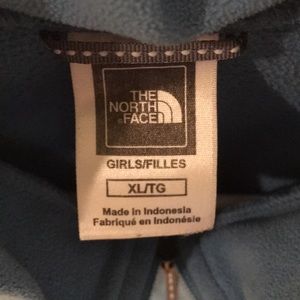 THE
NORTH
FACE
GIRLS/FILLES
XL/TG
Made in Indonesia
Fabriqué en Indonésie